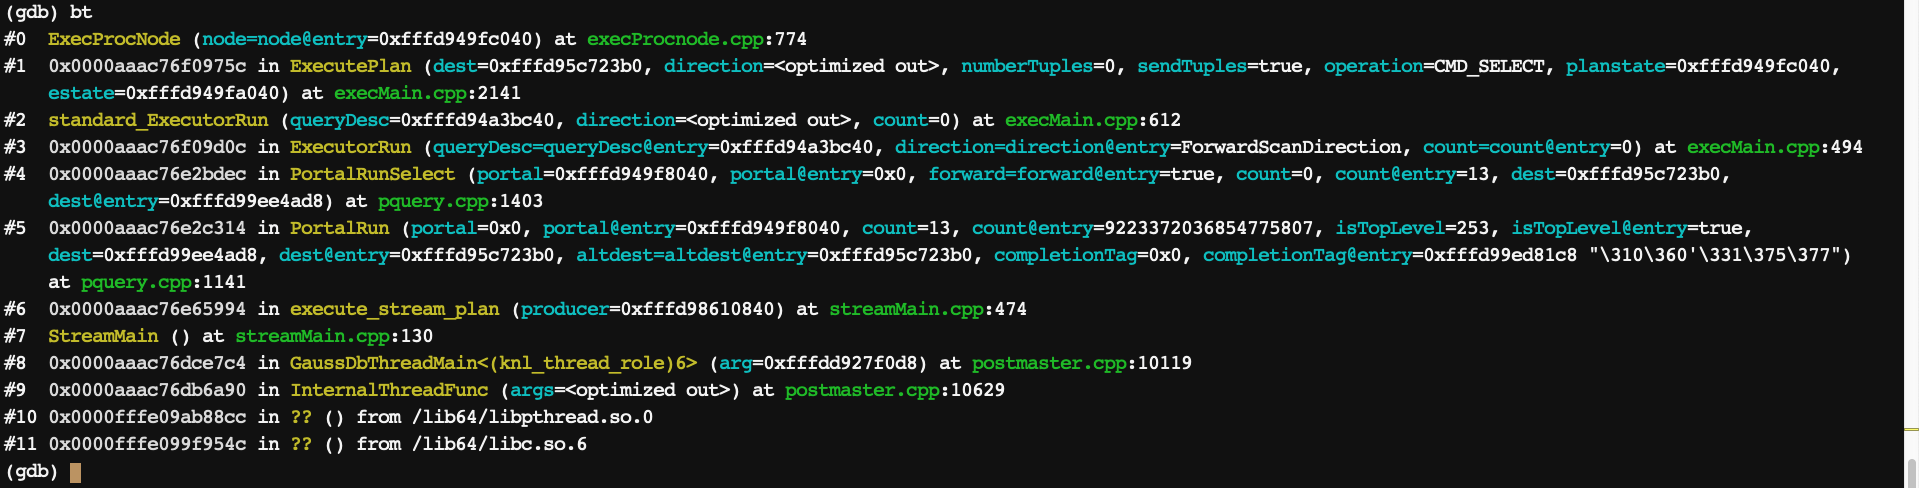 (gdb) bt
#0  ExecProcNode (node=node@entry=0xfffd949fc040) at execProcnode.cpp:774
#1  0x0000aaac76f0975c in ExecutePlan (dest=0xfffd95c723b0, direction=<optimized out>, numberTuples=0, sendTuples=true, operation=CMD_SELECT, planstate=0xfffd949fc040,
    estate=0xfffd949fa040) at execMain.cpp:2141
#2  standard_ExecutorRun (queryDesc=0xfffd94a3bc40, direction=<optimized out>, count=0) at execMain.cpp:612
#3  0x0000aaac76f09d0c in ExecutorRun (queryDesc=queryDesc@entry=0xfffd94a3bc40, direction=direction@entry=ForwardScanDirection, count=count@entry=0) at execMain.cpp:494
#4  0x0000aaac76e2bdec in PortalRunSelect (portal=0xfffd949f8040, portal@entry=0x0, forward=forward@entry=true, count=0, count@entry=13, dest=0xfffd95c723b0,
    dest@entry=0xfffd99ee4ad8) at pquery.cpp:1403
#5  0x0000aaac76e2c314 in PortalRun (portal=0x0, portal@entry=0xfffd949f8040, count=13, count@entry=9223372036854775807, isTopLevel=253, isTopLevel@entry=true,
    dest=0xfffd99ee4ad8, dest@entry=0xfffd95c723b0, altdest=altdest@entry=0xfffd95c723b0, completionTag=0x0, completionTag@entry=0xfffd99ed81c8 "\310\360'\331\375\377")
    at pquery.cpp:1141
#6  0x0000aaac76e65994 in execute_stream_plan (producer=0xfffd98610840) at streamMain.cpp:474
#7  StreamMain () at streamMain.cpp:130
#8  0x0000aaac76dce7c4 in GaussDbThreadMain<(knl_thread_role)6> (arg=0xfffdd927f0d8) at postmaster.cpp:10119
#9  0x0000aaac76db6a90 in InternalThreadFunc (args=<optimized out>) at postmaster.cpp:10629
#10 0x0000fffe09ab88cc in ?? () from /lib64/libpthread.so.0
#11 0x0000fffe099f954c in ?? () from /lib64/libc.so.6
(gdb)